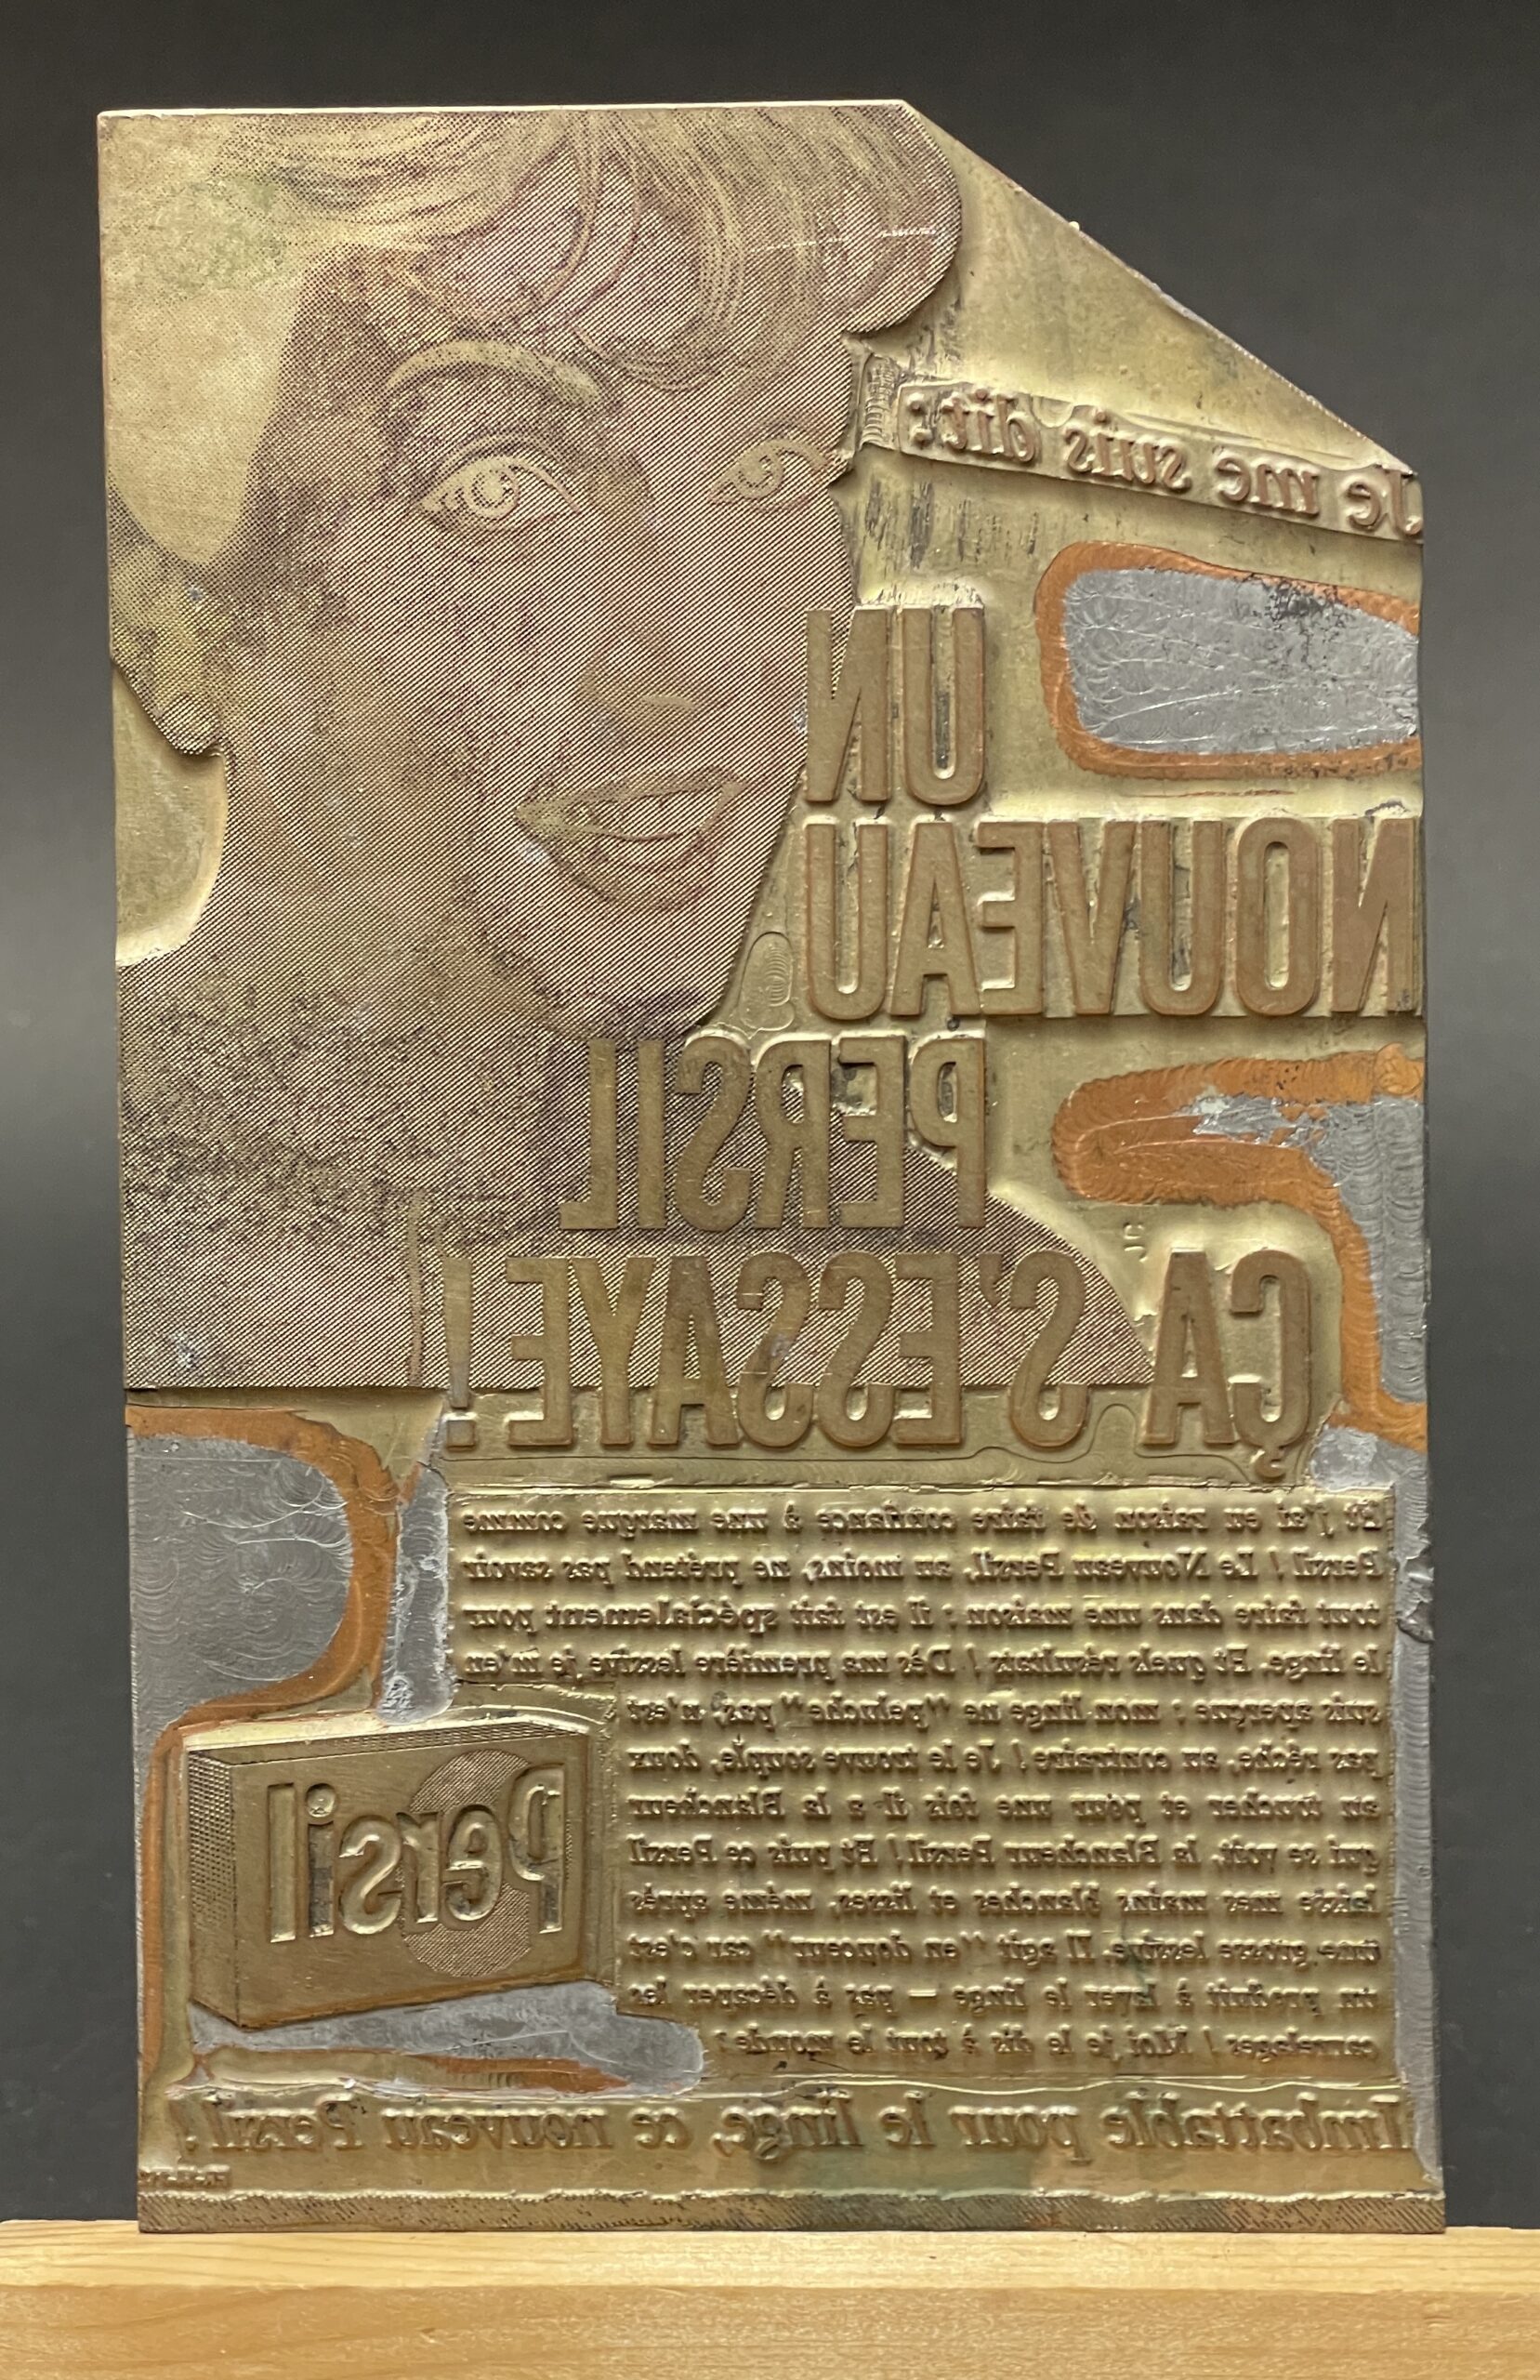 Je me suis dit :
UN
NOUVEAU
PERSIL
ÇA S'ESSAYE !
Et j'ai eu raison de faire confiance à une marque comme
Persil ! Le Nouveau Persil, au moins, ne prétend pas savoir
tout faire dans une maison : il est fait spécialement pour
le linge. Et quels résultats ! Dès ma première lessive je m'en
suis aperçue : mon linge ne "peluche" pas, n'est
pas rêche, au contraire ! Je le trouve souple, doux
au toucher et pour une fois il a la Blancheur
qui se voit, la Blancheur Persil ! Et puis ce Persil
laisse mes mains blanches et lisses, même après
une grosse lessive. Il agit "en douceur" car c'est
un produit à laver le linge — pas à décaper les
carrelages ! Moi je le dis à tout le monde :
Persil
Imbattable pour le linge, ce nouveau Persil !